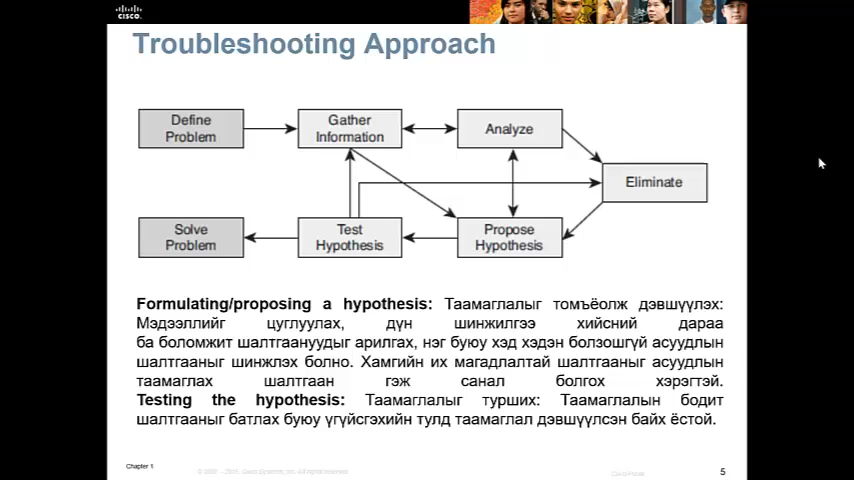 CISCO
Troubleshooting Approach
Define
Problem
Gather
Information
Analyze
Eliminate
Solve
Problem
Test
Hypothesis
Propose
Hypothesis
Formulating/proposing a hypothesis: Таамаглалыг томъёолж дэвшүүлэх:
Мэдээллийг цуглуулах, дүн шинжилгээ хийсний дараа
ба боломжит шалтгаануудыг арилгах, нэг буюу хэд хэдэн болзошгүй асуудлын
шалтгааныг шинжлэх болно. Хамгийн их магадлалтай шалтгааныг асуудлын
таамаглах шалтгаан гэж санал болгох хэрэгтэй.
Testing the hypothesis: Таамаглалыг турших: Таамаглалын бодит
шалтгааныг батлах буюу үгүйсгэхийн тулд таамаглал дэвшүүлсэн байх ёстой.
Chapter 1
5